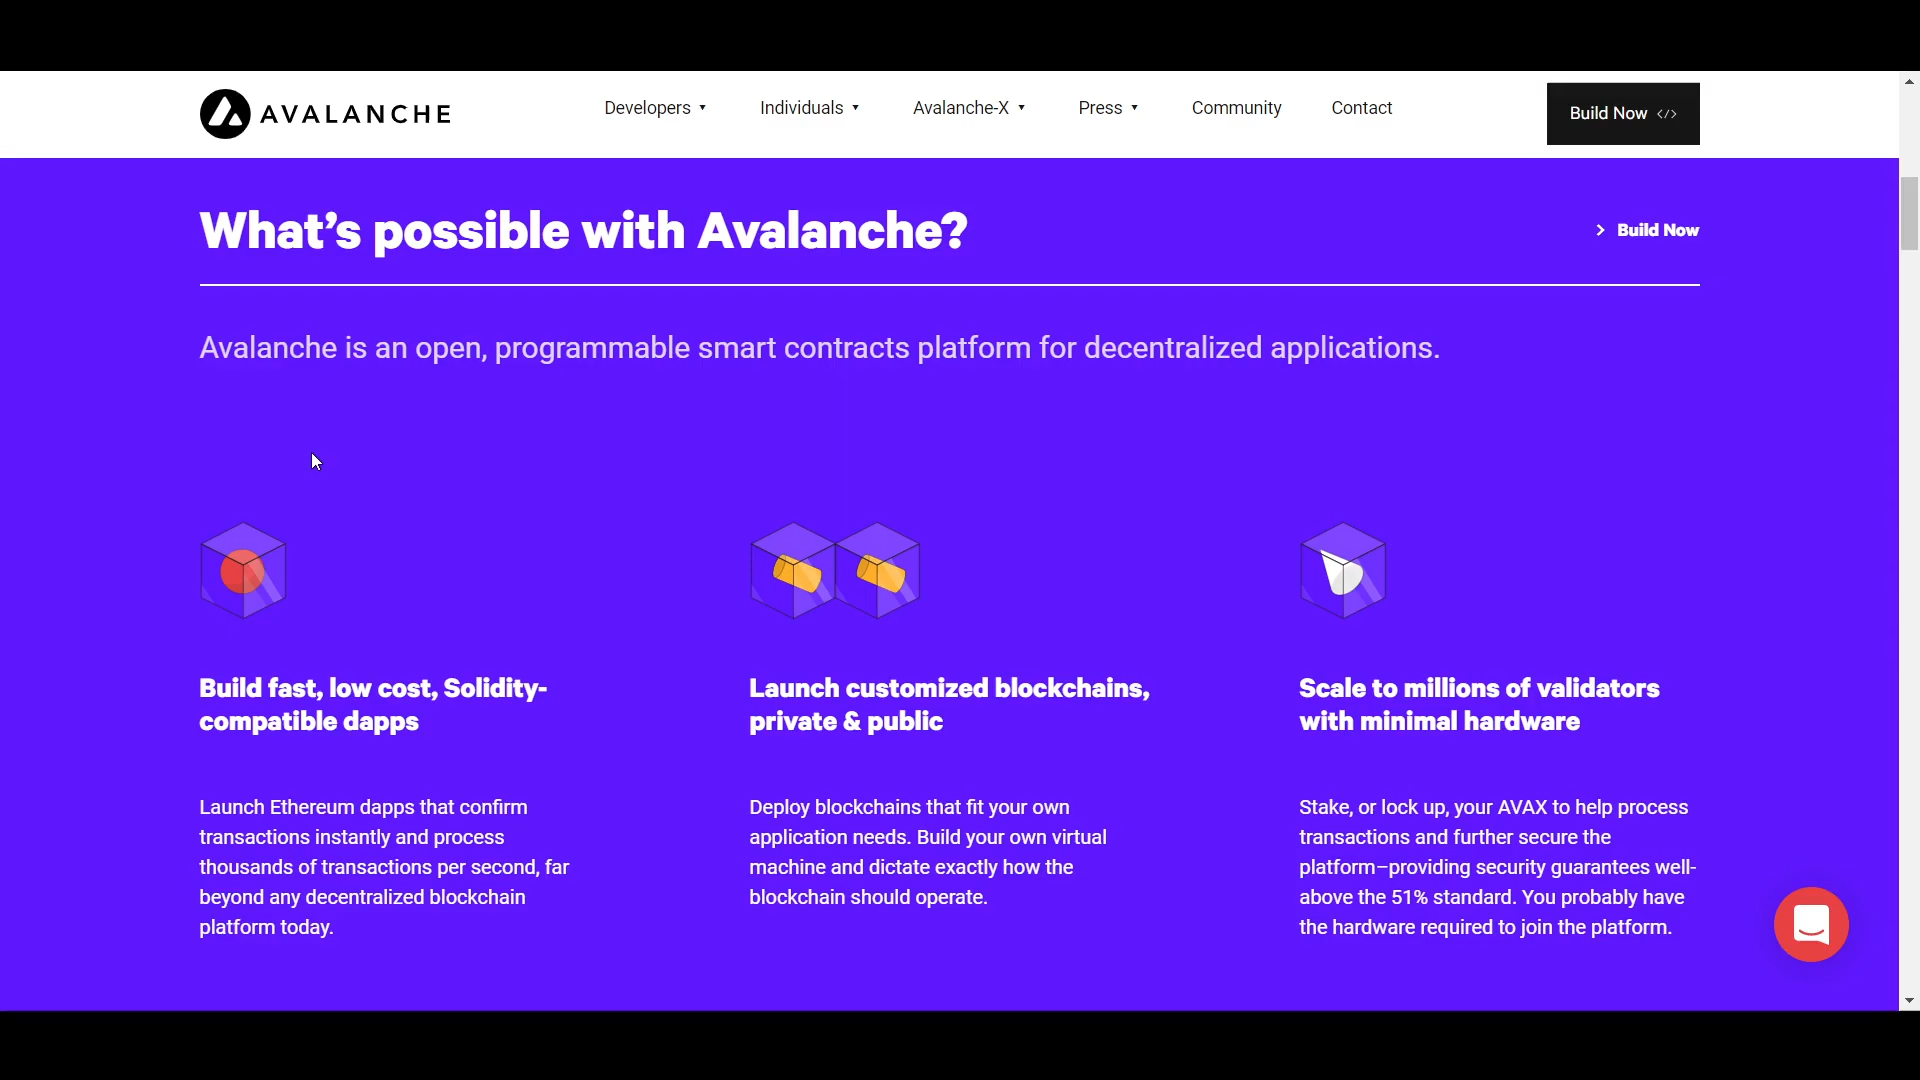 AVALANCHE
Developers ▾
Individuals ▾
Avalanche-X ▾
Press ▾
Community
Contact
Build Now </>
What’s possible with Avalanche?
> Build Now
Avalanche is an open, programmable smart contracts platform for decentralized applications.
Build fast, low cost, Solidity-
compatible dapps
Launch Ethereum dapps that confirm
transactions instantly and process
thousands of transactions per second, far
beyond any decentralized blockchain
platform today.
Launch customized blockchains,
private & public
Deploy blockchains that fit your own
application needs. Build your own virtual
machine and dictate exactly how the
blockchain should operate.
Scale to millions of validators
with minimal hardware
Stake, or lock up, your AVAX to help process
transactions and further secure the
platform–providing security guarantees well-
above the 51% standard. You probably have
the hardware required to join the platform.